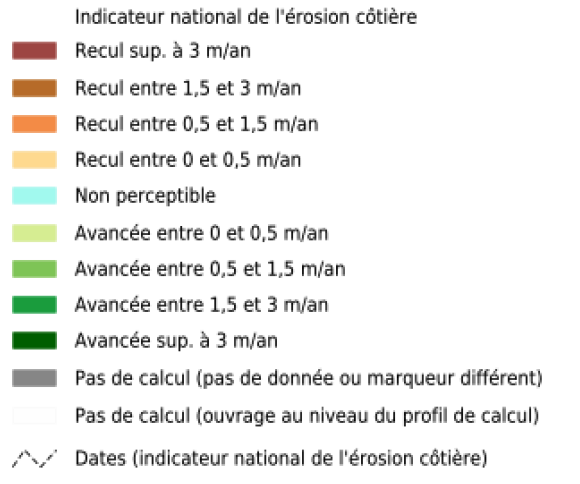 Indicateur national de l'érosion côtière
Recul sup. à 3 m/an
Recul entre 1,5 et 3 m/an
Recul entre 0,5 et 1,5 m/an
Recul entre 0 et 0,5 m/an
Non perceptible
Avancée entre 0 et 0,5 m/an
Avancée entre 0,5 et 1,5 m/an
Avancée entre 1,5 et 3 m/an
Avancée sup. à 3 m/an
Pas de calcul (pas de donnée ou marqueur différent)
Pas de calcul (ouvrage au niveau du profil de calcul)
Dates (indicateur national de l'érosion côtière)